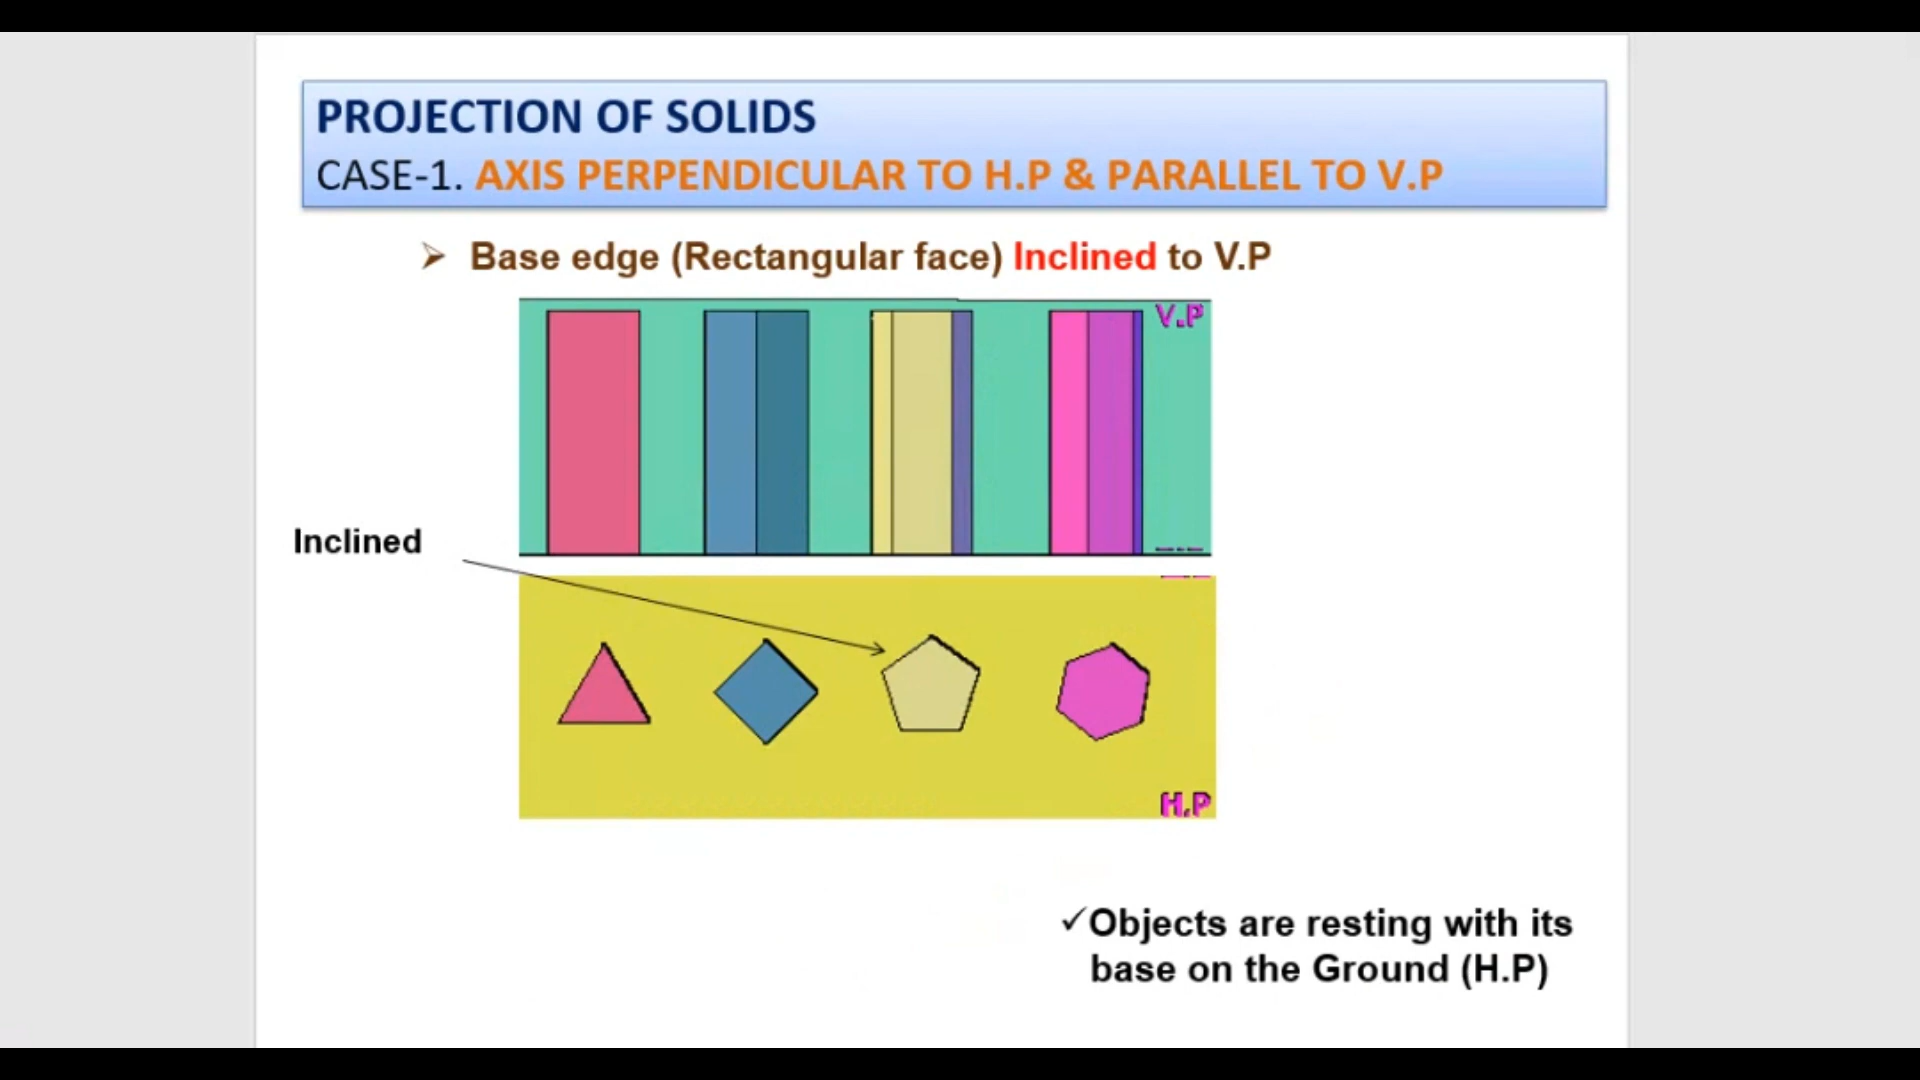 PROJECTION OF SOLIDS
CASE-1. AXIS PERPENDICULAR TO H.P & PARALLEL TO V.P
➢ Base edge (Rectangular face) Inclined to V.P
V.P
Inclined
H.P
✓Objects are resting with its
base on the Ground (H.P)